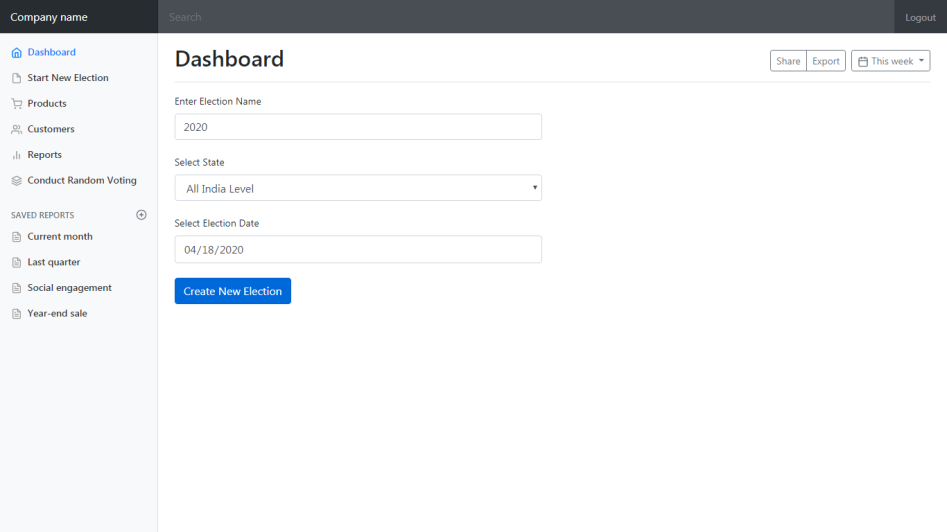 Company name
Search
Logout
Dashboard
Start New Election
Products
Customers
Reports
Conduct Random Voting
SAVED REPORTS
Current month
Last quarter
Social engagement
Year-end sale
Dashboard
Share
Export
This week
Enter Election Name
2020
Select State
All India Level
Select Election Date
04/18/2020
Create New Election